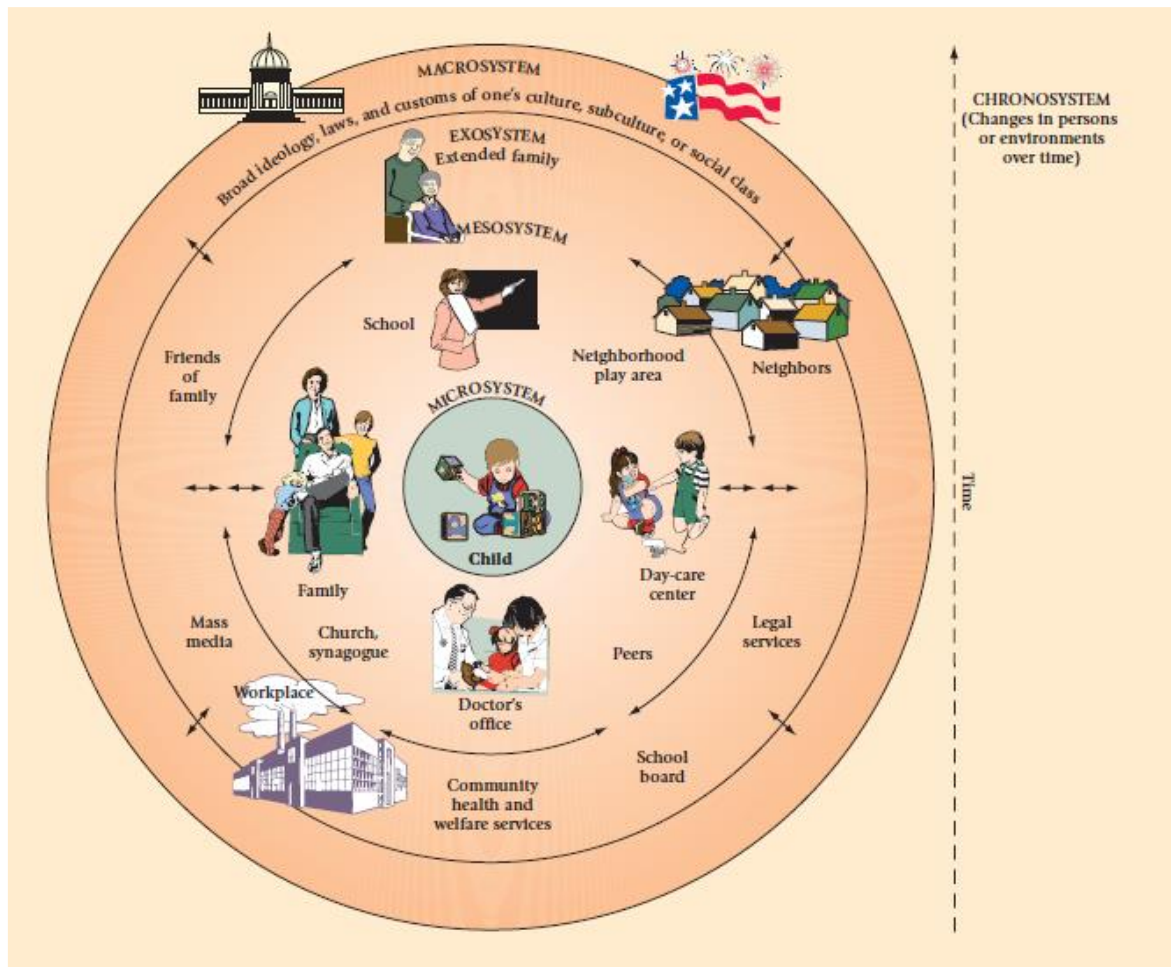 MACROSYSTEM
Broad ideology, laws, and customs of one's culture, subculture, or social class
EXOSYSTEM
Extended family
MESOSYSTEM
School
Neighborhood
play area
Neighbors
Friends
of
family
MICROSYSTEM
Child
Family
Day-care
center
Mass
media
Church,
synagogue
Peers
Legal
services
Doctor's
office
Workplace
School
board
Community
health and
welfare services
CHRONOSYSTEM
(Changes in persons
or environments
over time)
Time